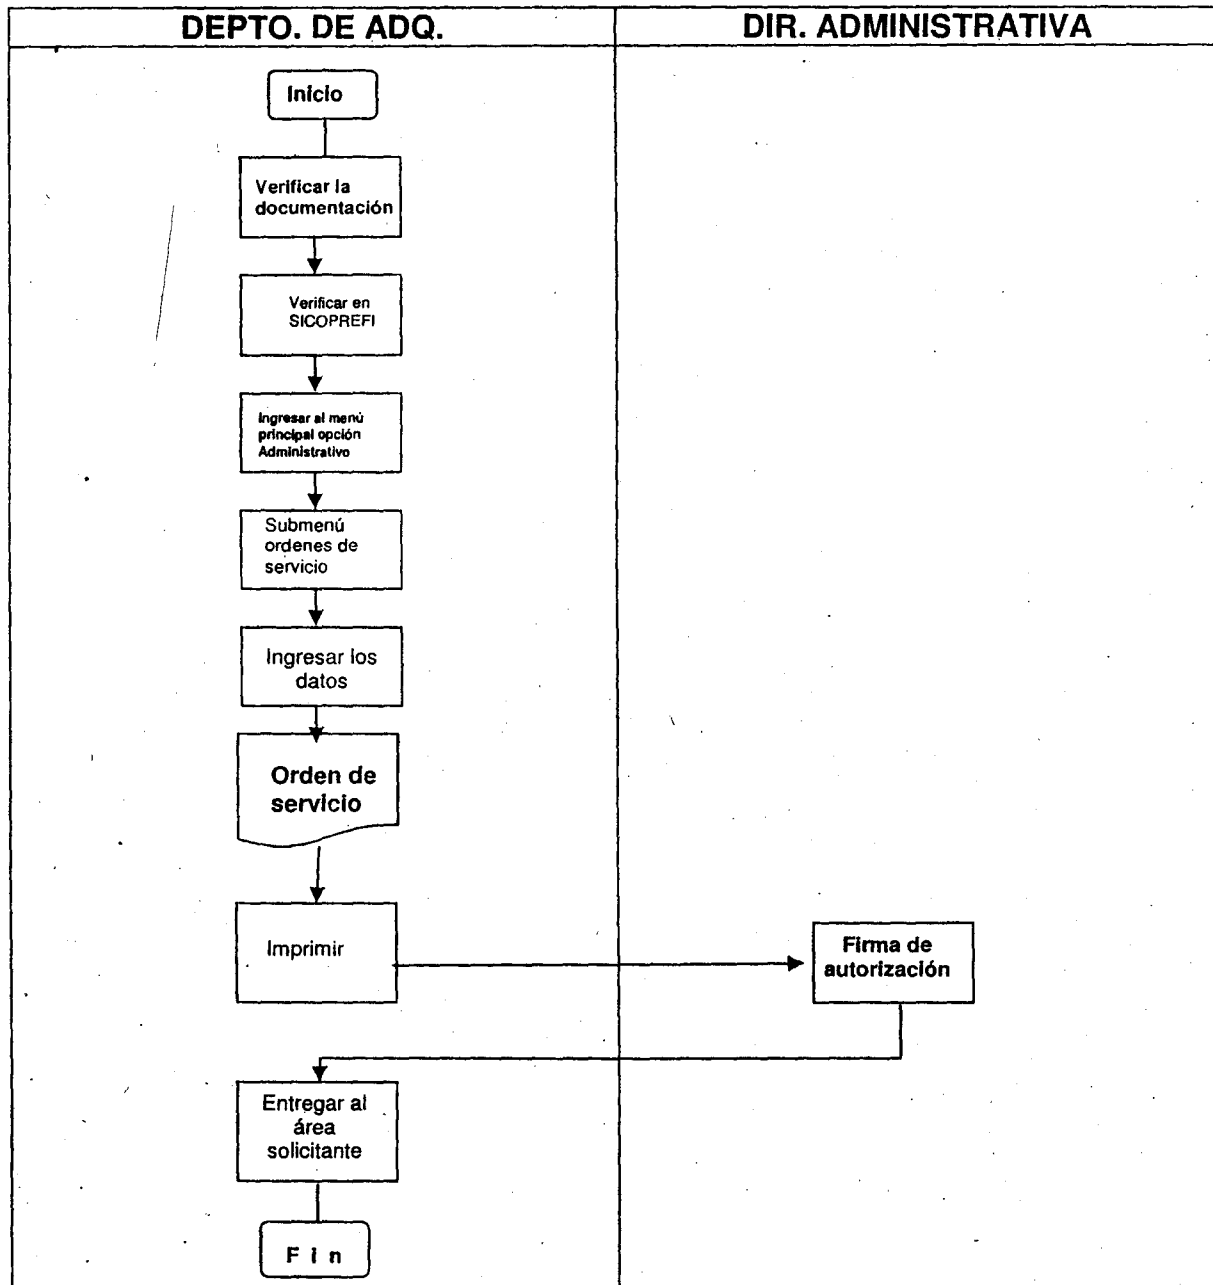 DEPTO. DE ADQ.
DIR. ADMINISTRATIVA
Inicio
Verificar la
documentación
Verificar en
SICOPREFI
Ingresar al menú
principal opción
Administrativo
Submenú
ordenes de
servicio
Ingresar los
datos
Orden de
servicio
Imprimir
Firma de
autorización
Entregar al
área
solicitante
F i n